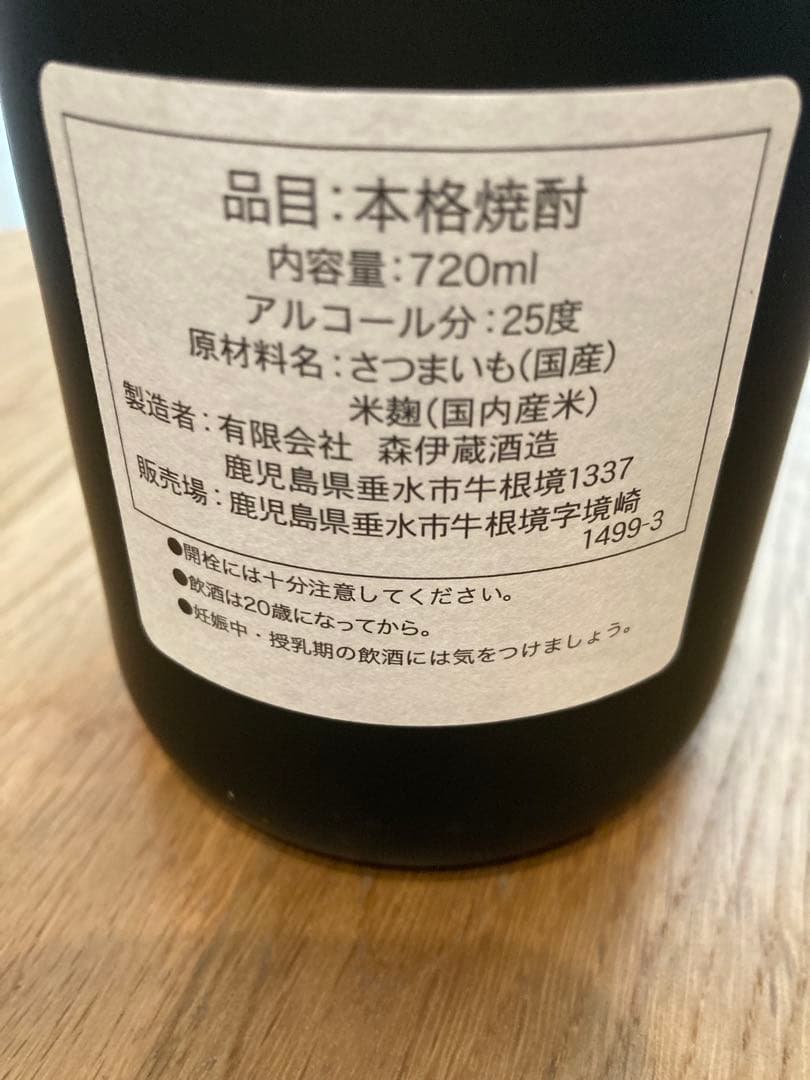 品目：本格焼酎
内容量：720ml
アルコール分：25度
原材料名：さつまいも（国産）
米麹（国内産米）
製造者：有限会社 森伊蔵酒造
鹿児島県垂水市牛根境1337
販売場：鹿児島県垂水市牛根境字境崎
1499-3
●開栓には十分注意してください。
●飲酒は20歳になってから。
●妊娠中・授乳期の飲酒には気をつけましょう。